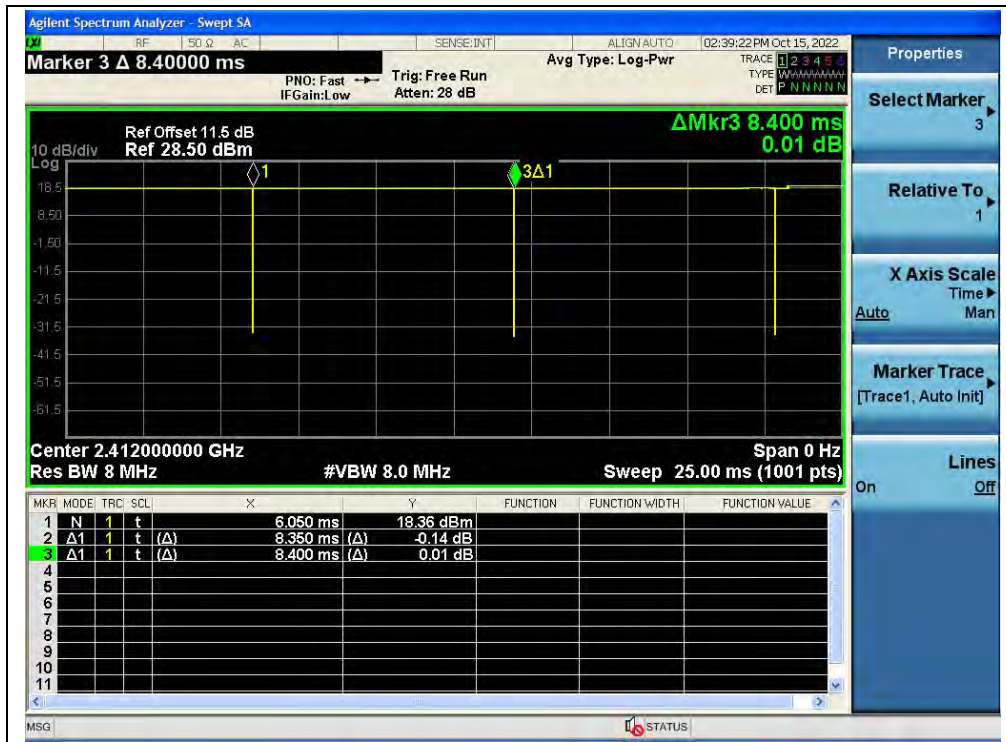 Agilent Spectrum Analyzer - Swept SA
LXI RF 50 Ω AC SENSE:INT ALIGN AUTO 02:39:22 PM Oct 15, 2022
Marker 3 Δ 8.40000 ms
PNO: Fast
IFGain:Low
Trig: Free Run
Atten: 28 dB
Avg Type: Log-Pwr
TRACE 1 2 3 4 5 6
TYPE
DET P N N N N N
ΔMkr3 8.400 ms
0.01 dB
Ref Offset 11.5 dB
10 dB/div Ref 28.50 dBm
Log
1
3Δ1
18.5
8.50
-1.50
-11.5
-21.5
-31.5
-41.5
-51.5
-61.5
Center 2.412000000 GHz Span 0 Hz
Res BW 8 MHz #VBW 8.0 MHz Sweep 25.00 ms (1001 pts)
MKR MODE TRC SCL X Y FUNCTION FUNCTION WIDTH FUNCTION VALUE
1 N 1 t 6.050 ms 18.36 dBm
2 Δ1 1 t (Δ) 8.350 ms (Δ) -0.14 dB
3 Δ1 1 t (Δ) 8.400 ms (Δ) 0.01 dB
4
5
6
7
8
9
10
11
MSG STATUS
Properties
Select Marker
3
Relative To
1
X Axis Scale
Time
Auto Man
Marker Trace
[Trace1, Auto Init]
Lines
On Off